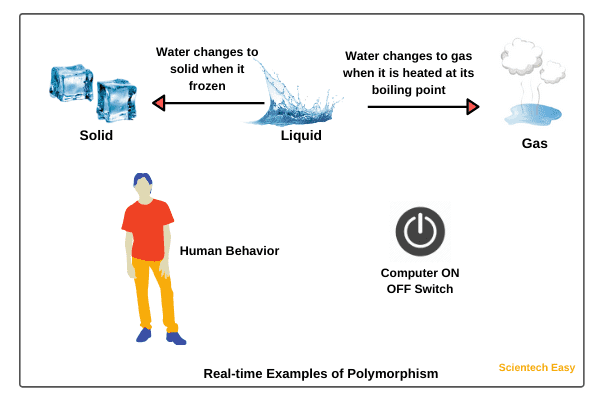 Water changes to
solid when it
frozen
Water changes to gas
when it is heated at its
boiling point
Solid
Liquid
Gas
Human Behavior
Computer ON
OFF Switch
Scientech Easy
Real-time Examples of Polymorphism